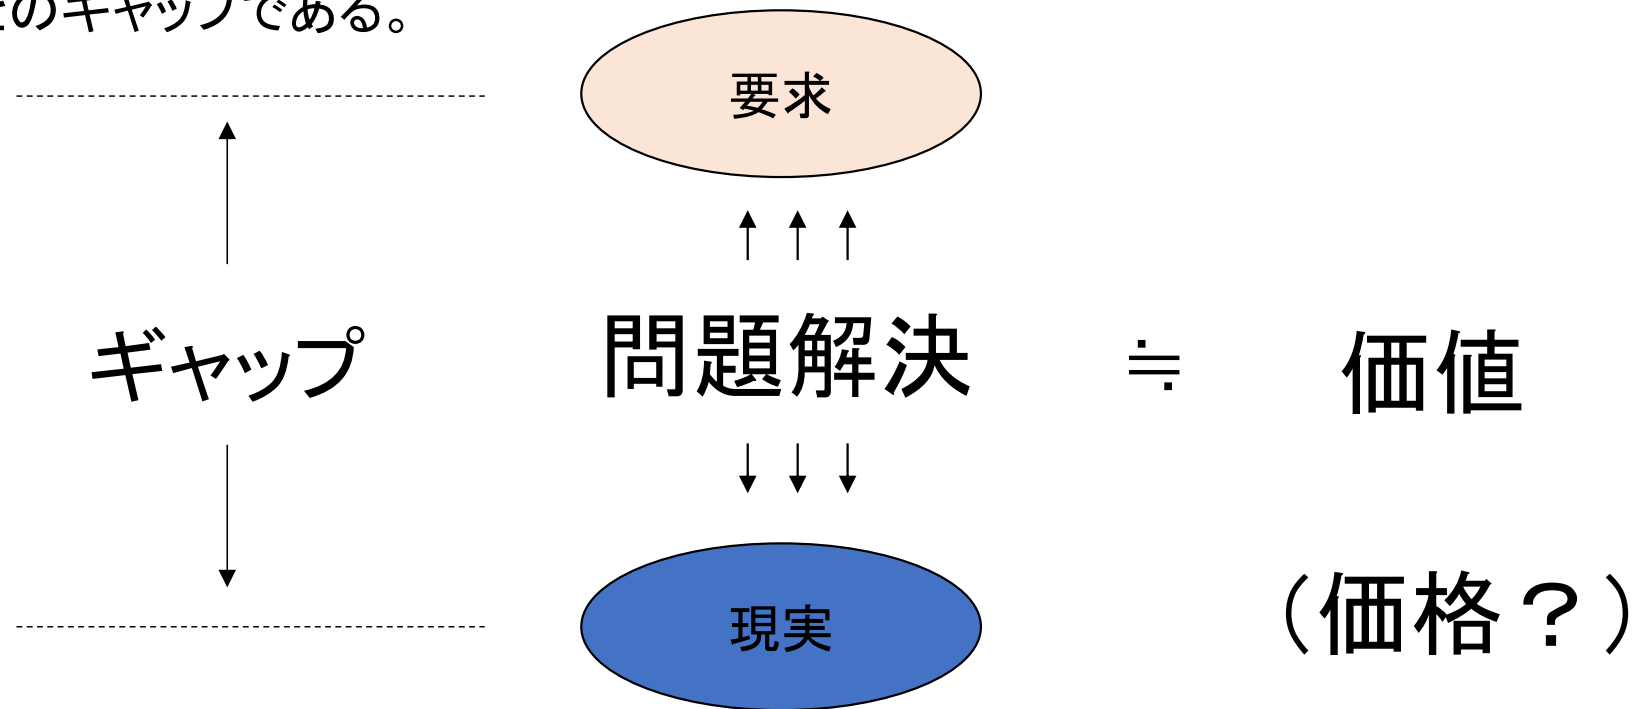 のギャップである。
要求
ギャップ
問題解決
≒
価値
現実
（価格？）